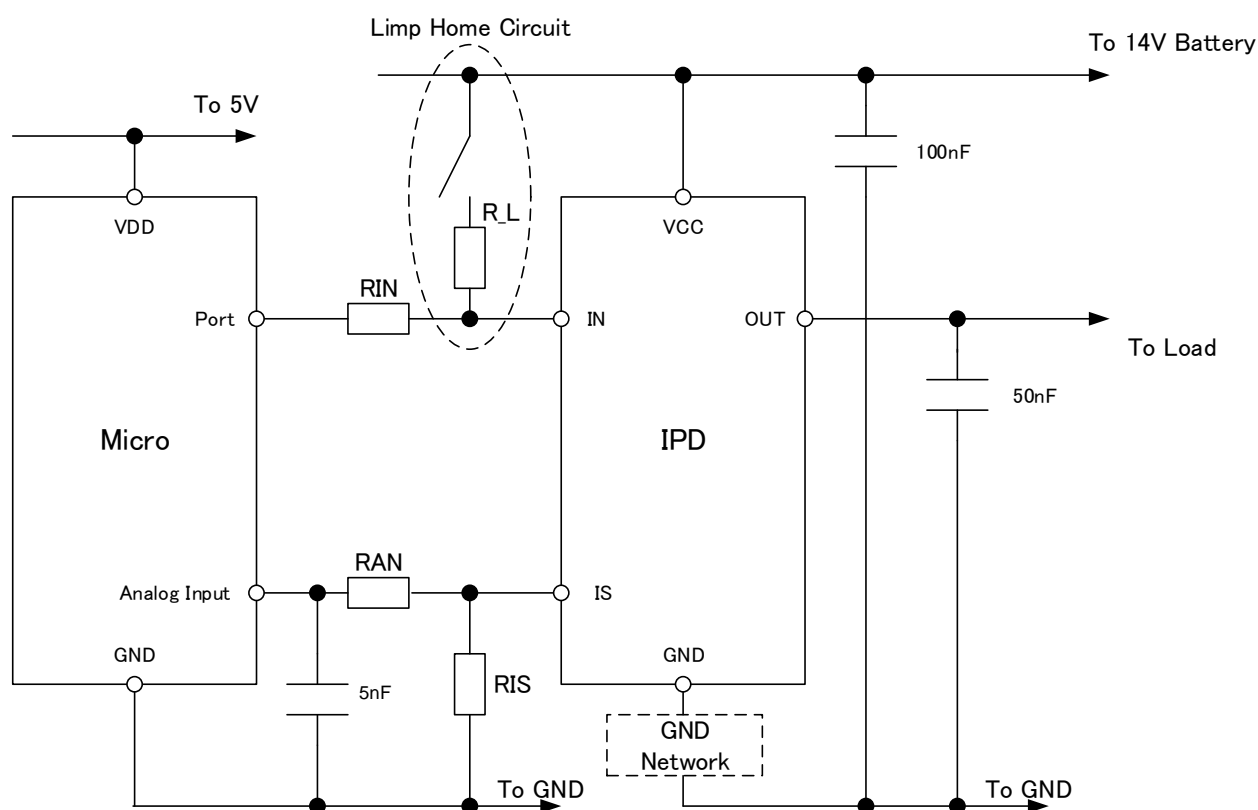 Limp Home Circuit
To 14V Battery
To 5V
100nF
R_L
VDD
VCC
RIN
Port
IN
OUT
To Load
50nF
Micro
IPD
RAN
Analog Input
IS
GND
GND
5nF
RIS
GND
Network
To GND
To GND